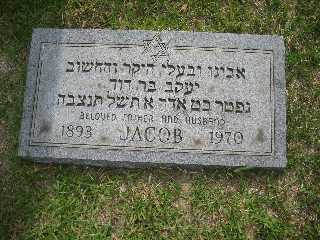 אבינו ובעלי היקר והחשוב
יעקב בר דוד
נפטר כט אדר א תשל תנצבה
BELOVED FATHER AND HUSBAND
1893 JACOB 1970